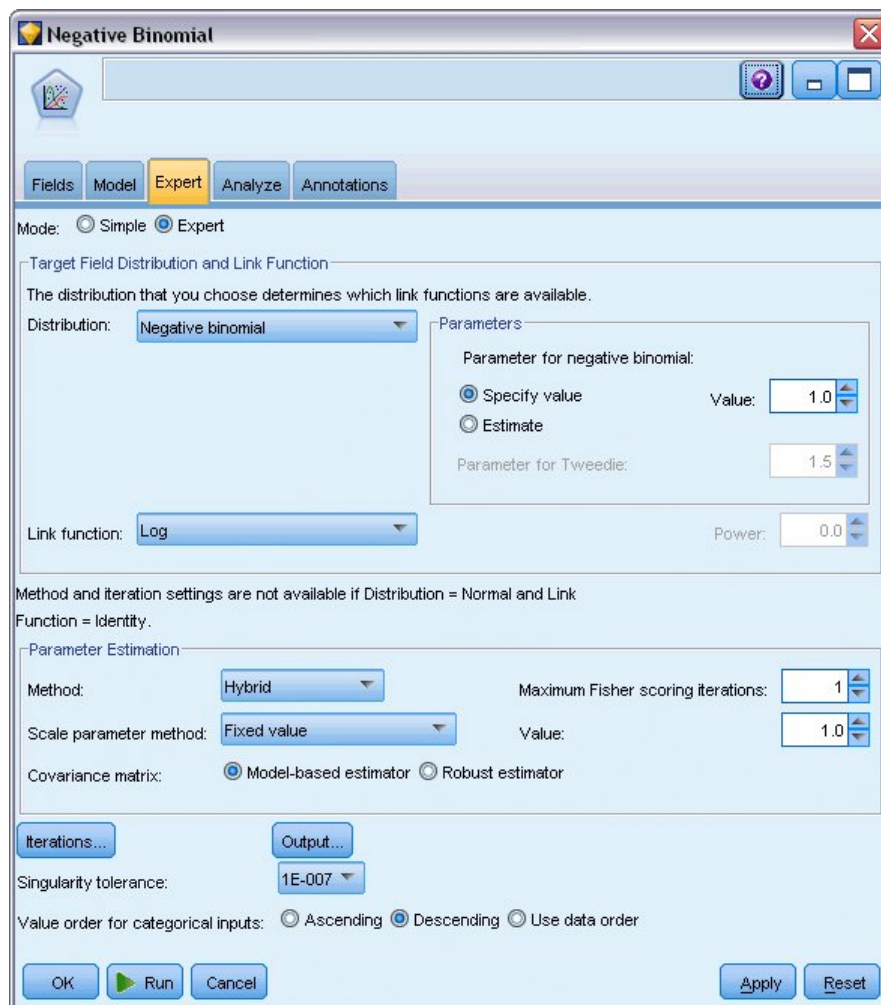 Negative Binomial
?
Fields Model Expert Analyze Annotations
Mode: Simple Expert
Target Field Distribution and Link Function
The distribution that you choose determines which link functions are available.
Distribution: Negative binomial
Parameters
Parameter for negative binomial:
Specify value Value: 1.0
Estimate
Parameter for Tweedie: 1.5
Link function: Log Power: 0.0
Method and iteration settings are not available if Distribution = Normal and Link
Function = Identity.
Parameter Estimation
Method: Hybrid Maximum Fisher scoring iterations: 1
Scale parameter method: Fixed value Value: 1.0
Covariance matrix: Model-based estimator Robust estimator
Iterations... Output...
Singularity tolerance: 1E-007
Value order for categorical inputs: Ascending Descending Use data order
OK Run Cancel Apply Reset